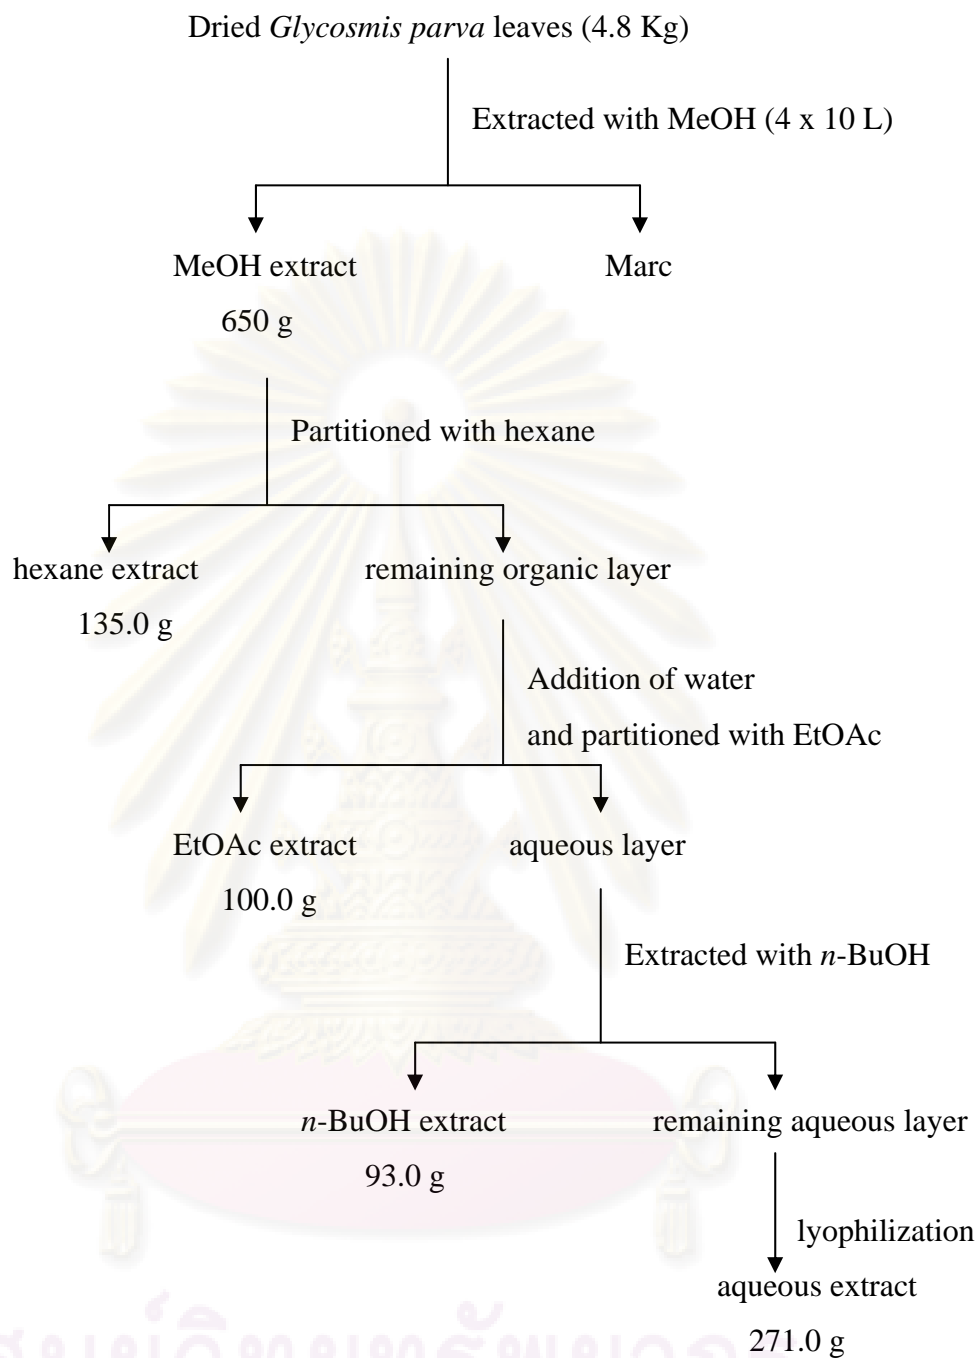 Dried Glycosmis parva leaves (4.8 Kg)
Extracted with MeOH (4 x 10 L)
MeOH extract
Marc
650 g
Partitioned with hexane
hexane extract
remaining organic layer
135.0 g
Addition of water
and partitioned with EtOAc
EtOAc extract
aqueous layer
100.0 g
Extracted with n-BuOH
n-BuOH extract
remaining aqueous layer
93.0 g
lyophilization
aqueous extract
271.0 g